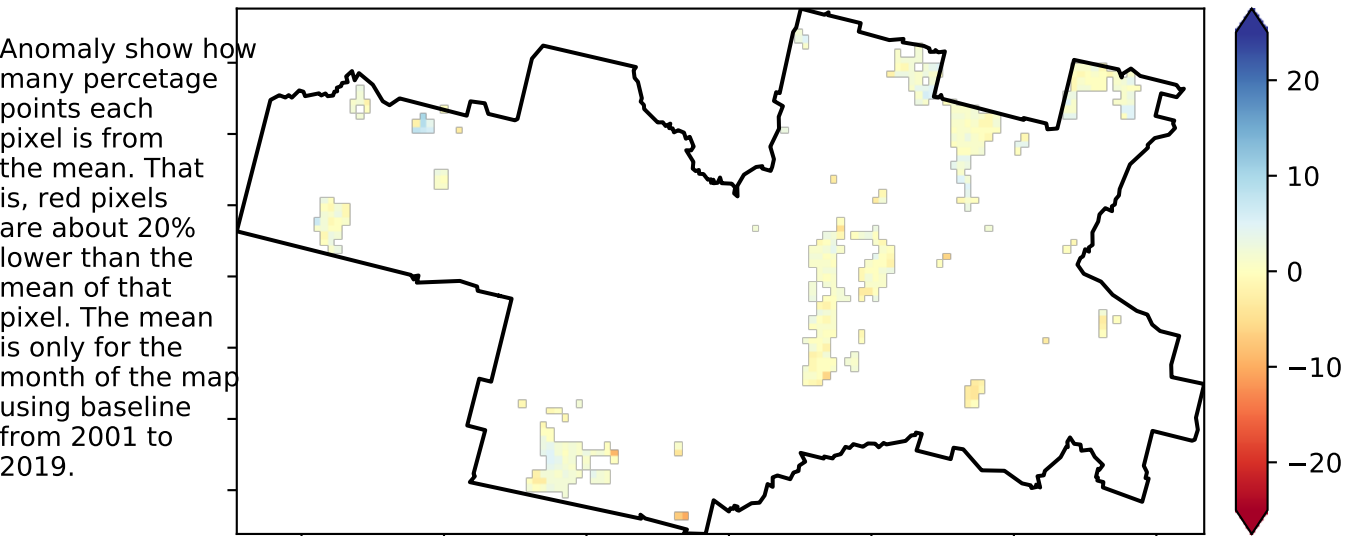 Anomaly show how
many percetage
points each
pixel is from
the mean. That
is, red pixels
are about 20%
lower than the
mean of that
pixel. The mean
is only for the
month of the map
using baseline
from 2001 to
2019.
20
10
0
−10
−20